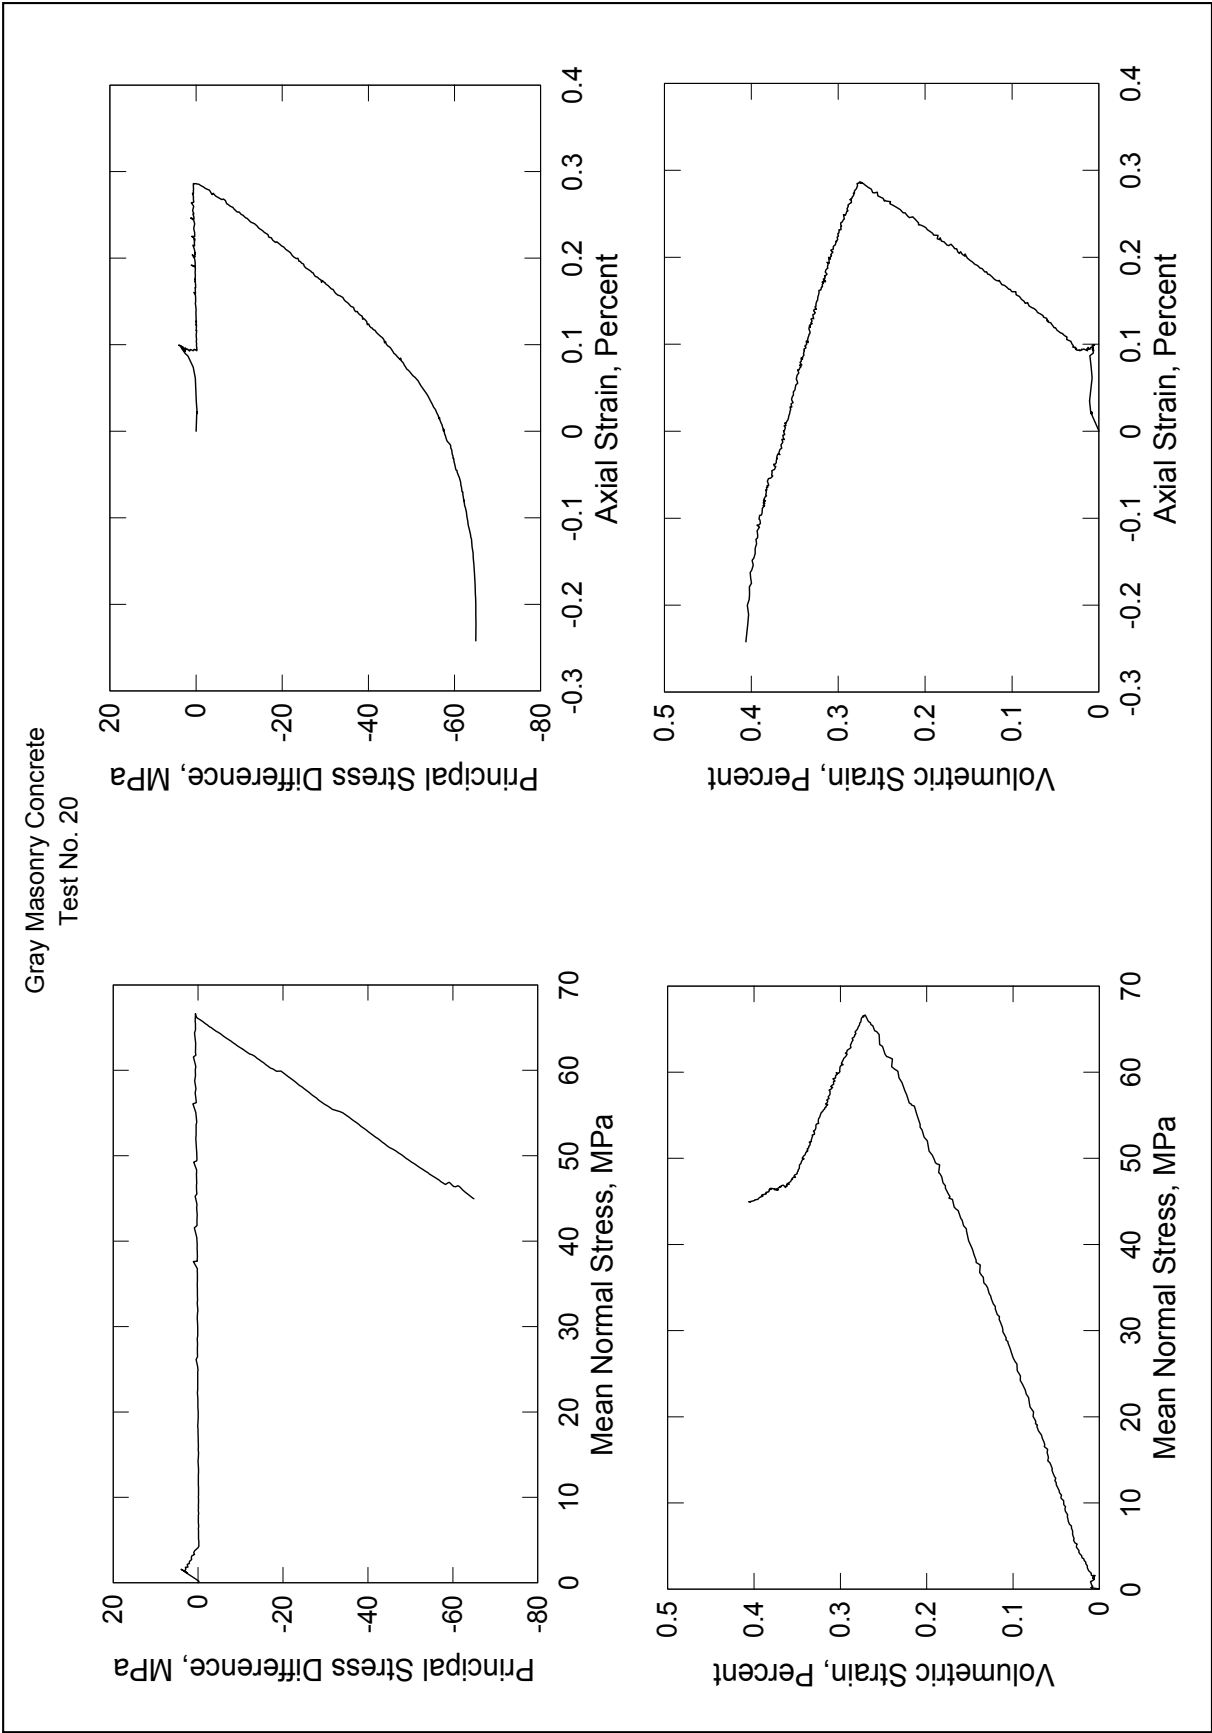 Gray Masonry Concrete
Test No. 20
Principal Stress Difference, MPa
20
0
-20
-40
-60
-80
0 10 20 30 40 50 60 70
Mean Normal Stress, MPa
Principal Stress Difference, MPa
20
0
-20
-40
-60
-80
-0.3 -0.2 -0.1 0 0.1 0.2 0.3 0.4
Axial Strain, Percent
Volumetric Strain, Percent
0.5
0.4
0.3
0.2
0.1
0
0 10 20 30 40 50 60 70
Mean Normal Stress, MPa
Volumetric Strain, Percent
0.5
0.4
0.3
0.2
0.1
0
-0.3 -0.2 -0.1 0 0.1 0.2 0.3 0.4
Axial Strain, Percent